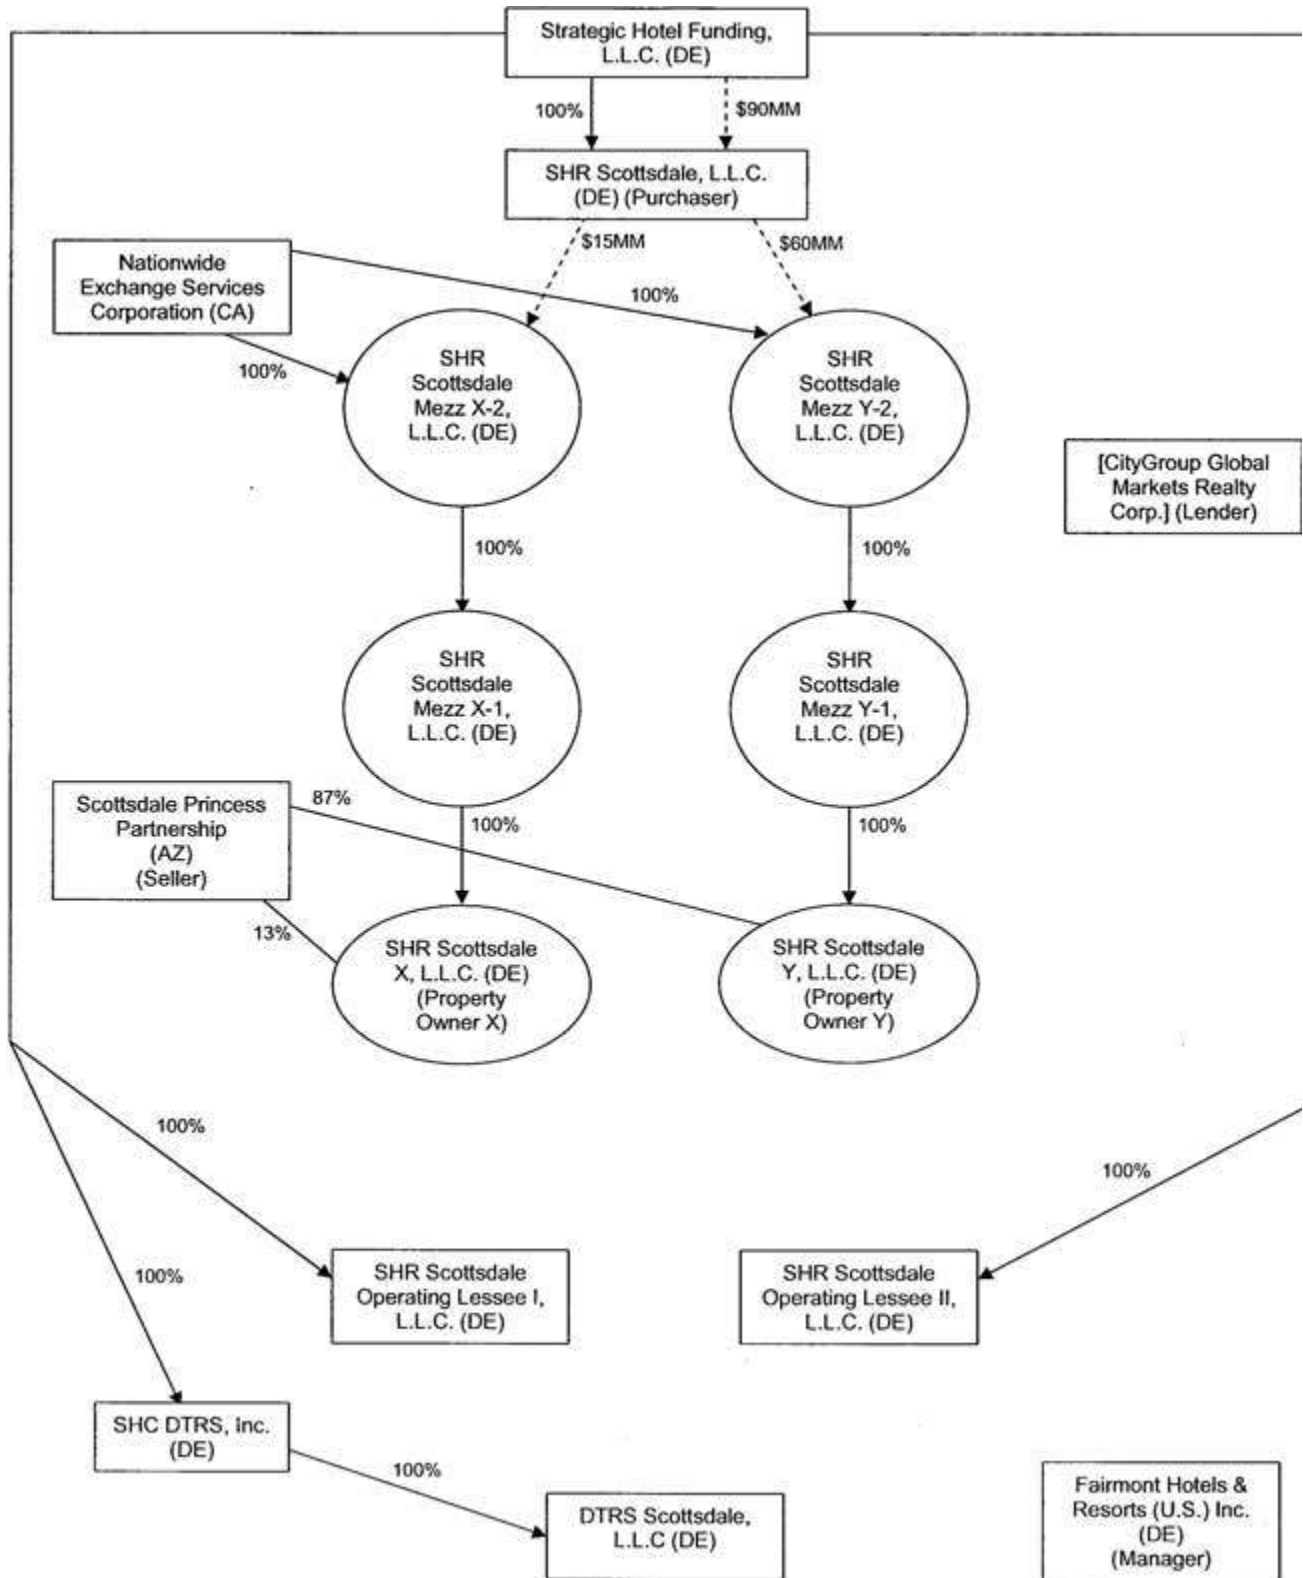 Strategic Hotel Funding,
L.L.C. (DE)
100%
$90MM
SHR Scottsdale, L.L.C.
(DE) (Purchaser)
$15MM
$60MM
Nationwide
Exchange Services
Corporation (CA)
100%
100%
SHR
Scottsdale
Mezz X-2,
L.L.C. (DE)
SHR
Scottsdale
Mezz Y-2,
L.L.C. (DE)
[CityGroup Global
Markets Realty
Corp.] (Lender)
100%
100%
SHR
Scottsdale
Mezz X-1,
L.L.C. (DE)
SHR
Scottsdale
Mezz Y-1,
L.L.C. (DE)
Scottsdale Princess
Partnership
(AZ)
(Seller)
87%
100%
100%
13%
SHR Scottsdale
X, L.L.C. (DE)
(Property
Owner X)
SHR Scottsdale
Y, L.L.C. (DE)
(Property
Owner Y)
100%
100%
100%
SHR Scottsdale
Operating Lessee I,
L.L.C. (DE)
SHR Scottsdale
Operating Lessee II,
L.L.C. (DE)
SHC DTRS, Inc.
(DE)
100%
DTRS Scottsdale,
L.L.C (DE)
Fairmont Hotels &
Resorts (U.S.) Inc.
(DE)
(Manager)